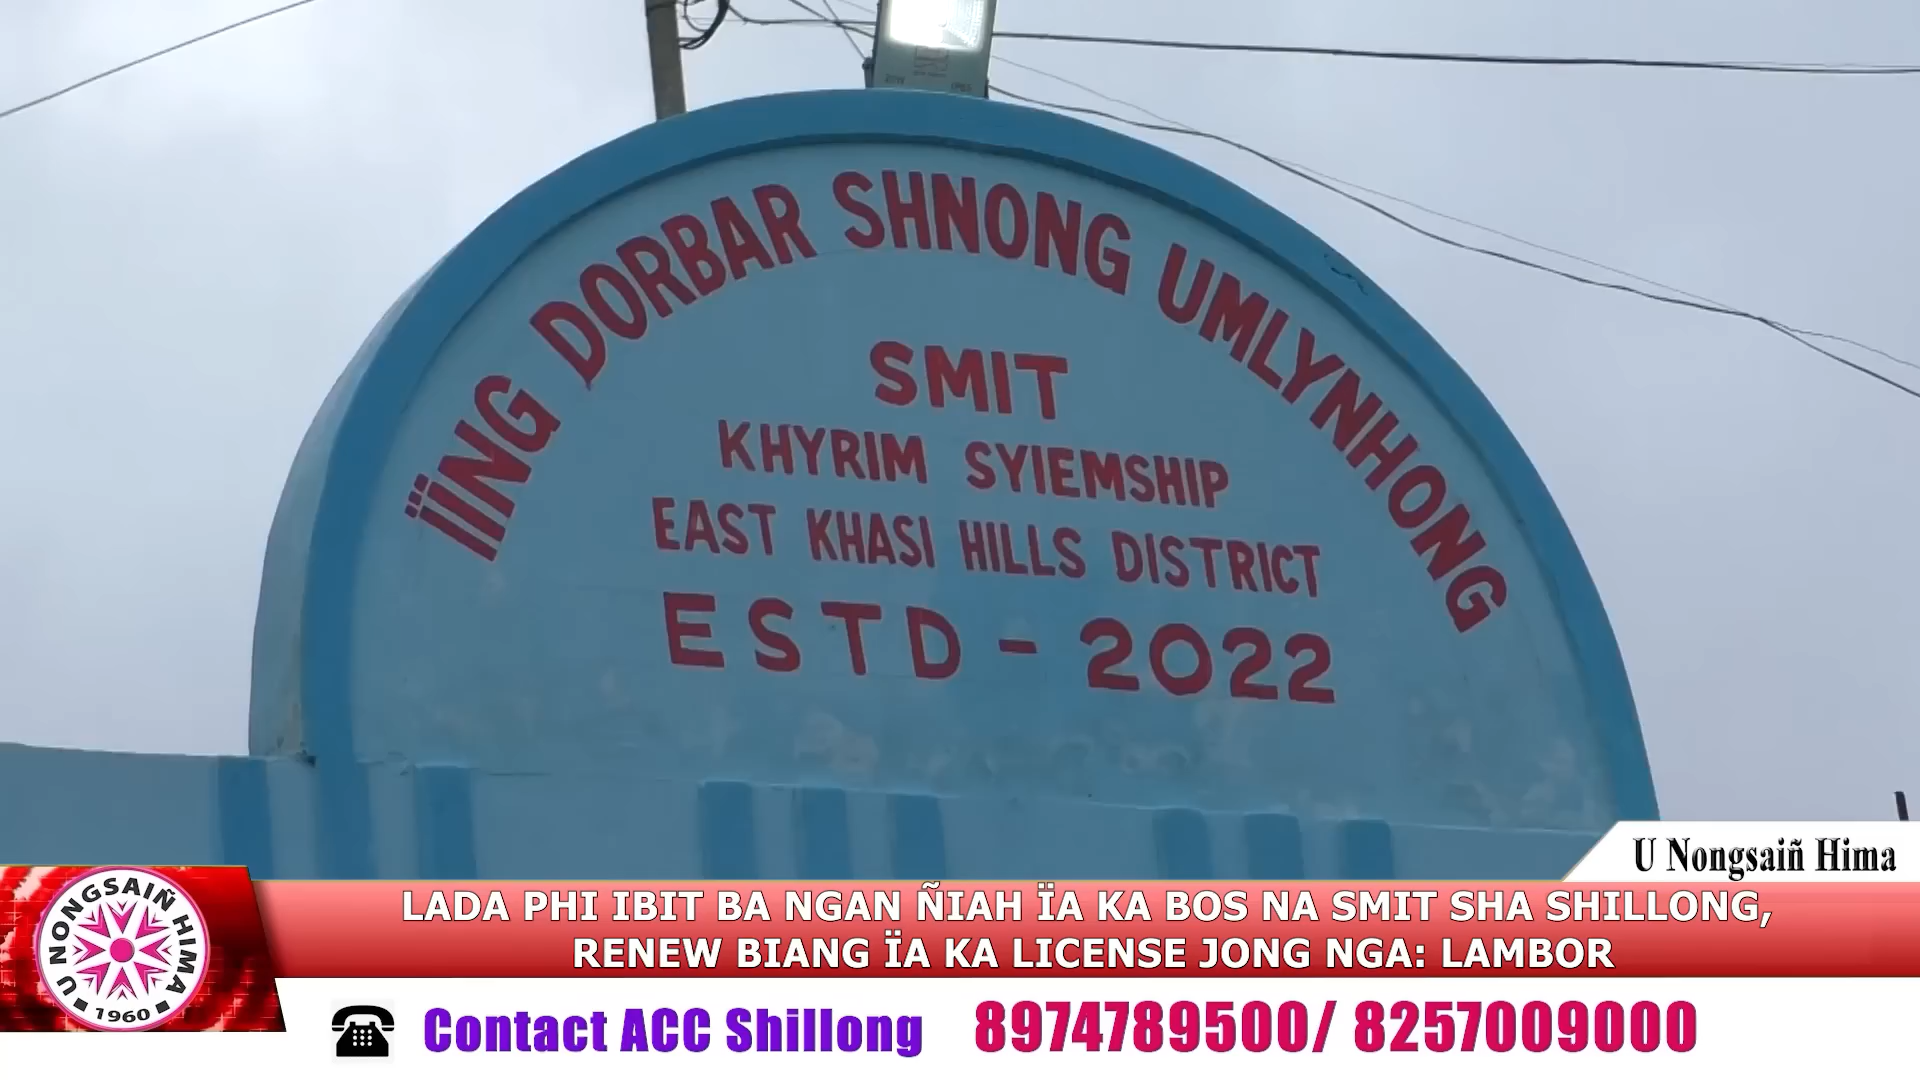 ÏING DORBAR SHNONG UMLYNHONG
SMIT
KHYRIM SYIEMSHIP
EAST KHASI HILLS DISTRICT
ESTD - 2022
U Nongsaiñ Hima
LADA PHI IBIT BA NGAN ÑIAH ÏA KA BOS NA SMIT SHA SHILLONG,
RENEW BIANG ÏA KA LICENSE JONG NGA: LAMBOR
U NONGSAIÑ HIMA
1960
Contact ACC Shillong 8974789500/ 8257009000